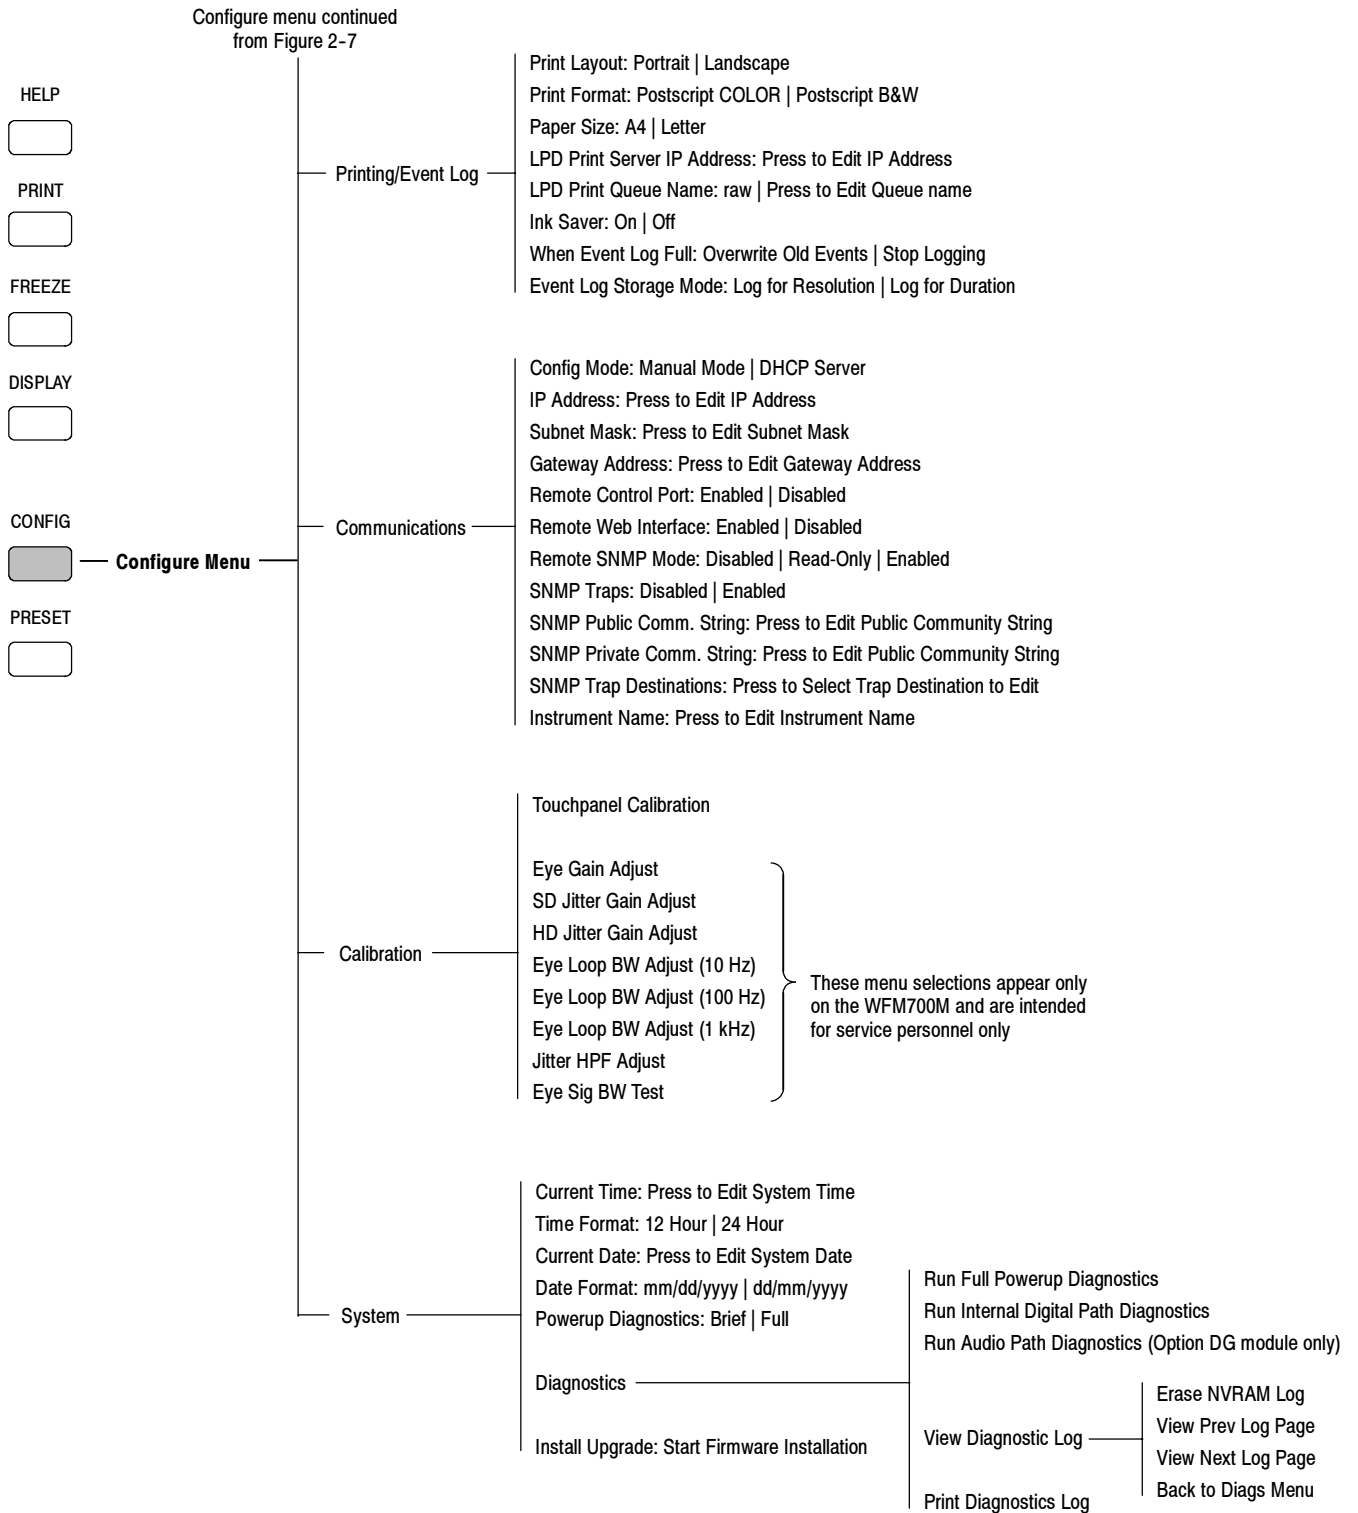 Configure menu continued
from Figure 2-7
HELP
PRINT
FREEZE
DISPLAY
CONFIG
PRESET
Configure Menu
Printing/Event Log
Print Layout: Portrait | Landscape
Print Format: Postscript COLOR | Postscript B&W
Paper Size: A4 | Letter
LPD Print Server IP Address: Press to Edit IP Address
LPD Print Queue Name: raw | Press to Edit Queue name
Ink Saver: On | Off
When Event Log Full: Overwrite Old Events | Stop Logging
Event Log Storage Mode: Log for Resolution | Log for Duration
Communications
Config Mode: Manual Mode | DHCP Server
IP Address: Press to Edit IP Address
Subnet Mask: Press to Edit Subnet Mask
Gateway Address: Press to Edit Gateway Address
Remote Control Port: Enabled | Disabled
Remote Web Interface: Enabled | Disabled
Remote SNMP Mode: Disabled | Read-Only | Enabled
SNMP Traps: Disabled | Enabled
SNMP Public Comm. String: Press to Edit Public Community String
SNMP Private Comm. String: Press to Edit Public Community String
SNMP Trap Destinations: Press to Select Trap Destination to Edit
Instrument Name: Press to Edit Instrument Name
Calibration
Touchpanel Calibration
Eye Gain Adjust
SD Jitter Gain Adjust
HD Jitter Gain Adjust
Eye Loop BW Adjust (10 Hz)
Eye Loop BW Adjust (100 Hz)
Eye Loop BW Adjust (1 kHz)
Jitter HPF Adjust
Eye Sig BW Test
These menu selections appear only
on the WFM700M and are intended
for service personnel only
System
Current Time: Press to Edit System Time
Time Format: 12 Hour | 24 Hour
Current Date: Press to Edit System Date
Date Format: mm/dd/yyyy | dd/mm/yyyy
Powerup Diagnostics: Brief | Full
Diagnostics
Install Upgrade: Start Firmware Installation
Run Full Powerup Diagnostics
Run Internal Digital Path Diagnostics
Run Audio Path Diagnostics (Option DG module only)
View Diagnostic Log
Print Diagnostics Log
Erase NVRAM Log
View Prev Log Page
View Next Log Page
Back to Diags Menu